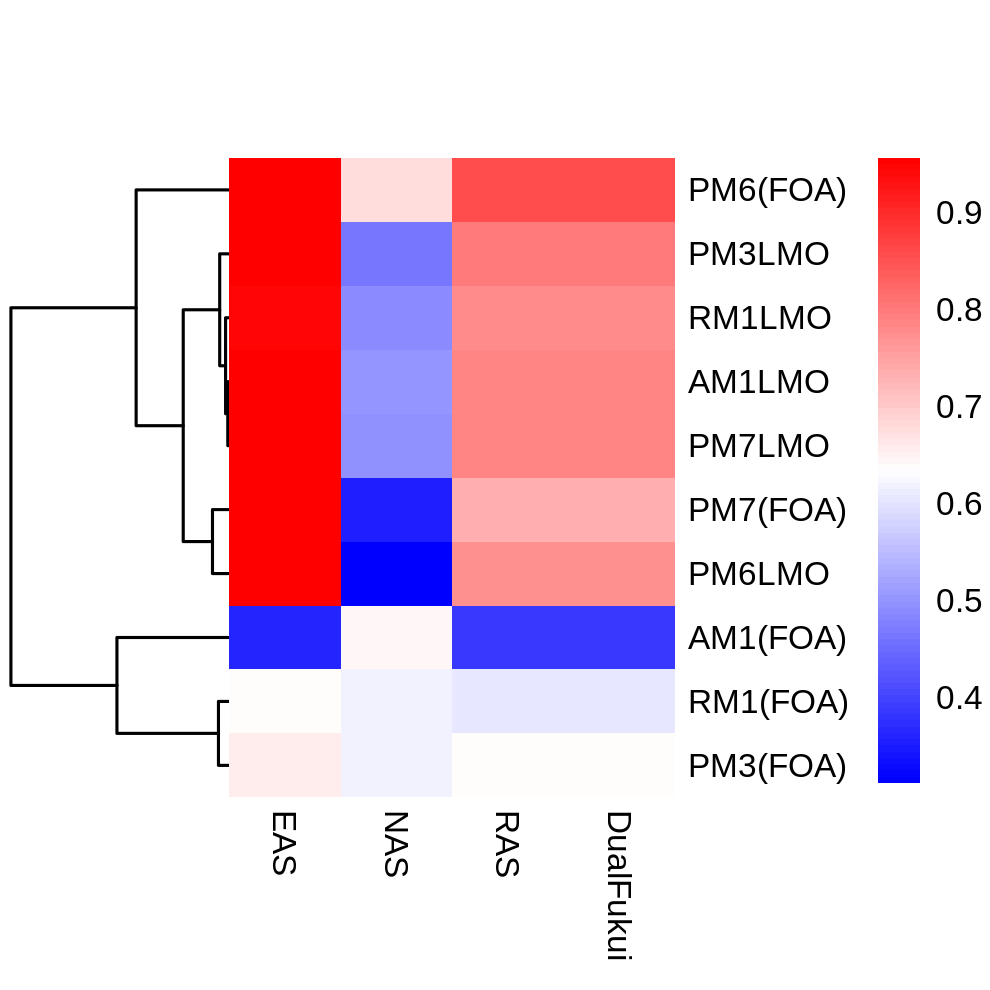 PM6(FOA)
PM3LMO
RM1LMO
AM1LMO
PM7LMO
PM7(FOA)
PM6LMO
AM1(FOA)
RM1(FOA)
PM3(FOA)
0.9
0.8
0.7
0.6
0.5
0.4
EAS
NAS
RAS
DualFukui